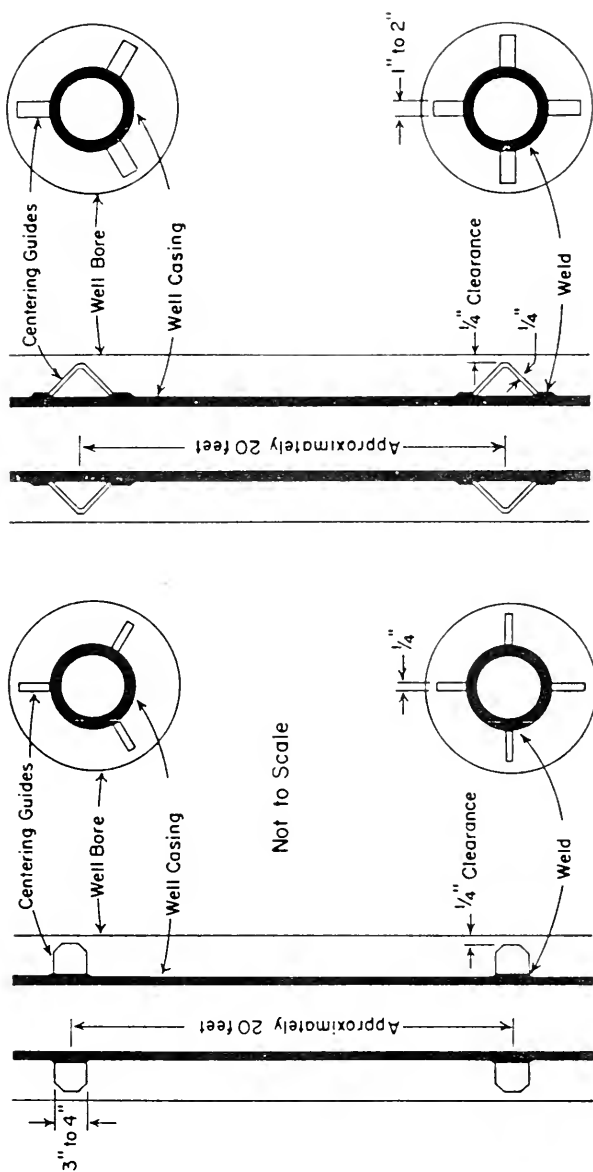 Centering Guides
Well Bore
Well Casing
1" to 2"
1/4" Clearance
1/4"
Weld
Approximately 20 feet
Centering Guides
Well Bore
Well Casing
Not to Scale
1/4"
1/4" Clearance
Weld
Approximately 20 feet
3" to 4"